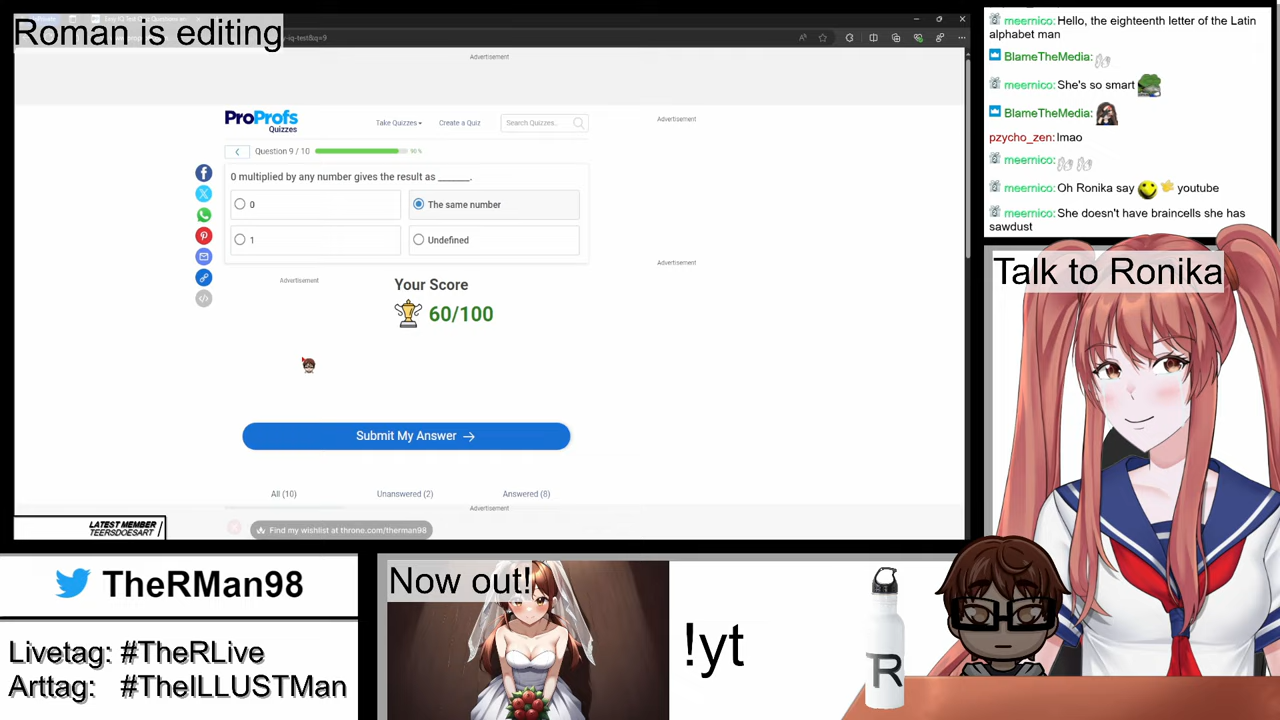 Roman is editing
Advertisement
ProProfs
Quizzes
Take Quizzes
Create a Quiz
Search Quizzes..
Advertisement
Question 9 / 10
90 %
0 multiplied by any number gives the result as _______.
0
The same number
1
Undefined
Advertisement
Advertisement
Your Score
60/100
Submit My Answer
All (10)
Unanswered (2)
Answered (8)
Advertisement
Find my wishlist at throne.com/therman98
LATEST MEMBER
TEERSDOESART
meernico: Hello, the eighteenth letter of the Latin
alphabet man
BlameTheMedia:
meernico: She's so smart
BlameTheMedia:
pzycho_zen: lmao
meernico:
meernico: Oh Ronika say youtube
meernico: She doesn't have braincells she has
sawdust
Talk to Ronika
TheRMan98
Livetag: #TheRLive
Arttag: #TheILLUSTMan
Now out!
!yt
R